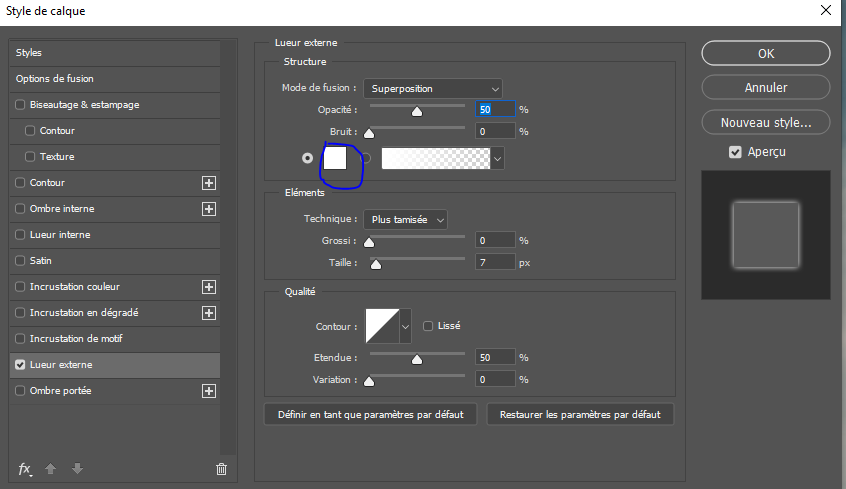 Style de calque
Styles
Options de fusion
Biseautage & estampage
Contour
Texture
Contour
Ombre interne
Lueur interne
Satin
Incrustation couleur
Incrustation en dégradé
Incrustation de motif
Lueur externe
Ombre portée
fx
Lueur externe
Structure
Mode de fusion : Superposition
Opacité : 50 %
Bruit : 0 %
Eléments
Technique : Plus tamisée
Grossi : 0 %
Taille : 7 px
Qualité
Contour : Lissé
Etendue : 50 %
Variation : 0 %
Définir en tant que paramètres par défaut
Restaurer les paramètres par défaut
OK
Annuler
Nouveau style...
Aperçu